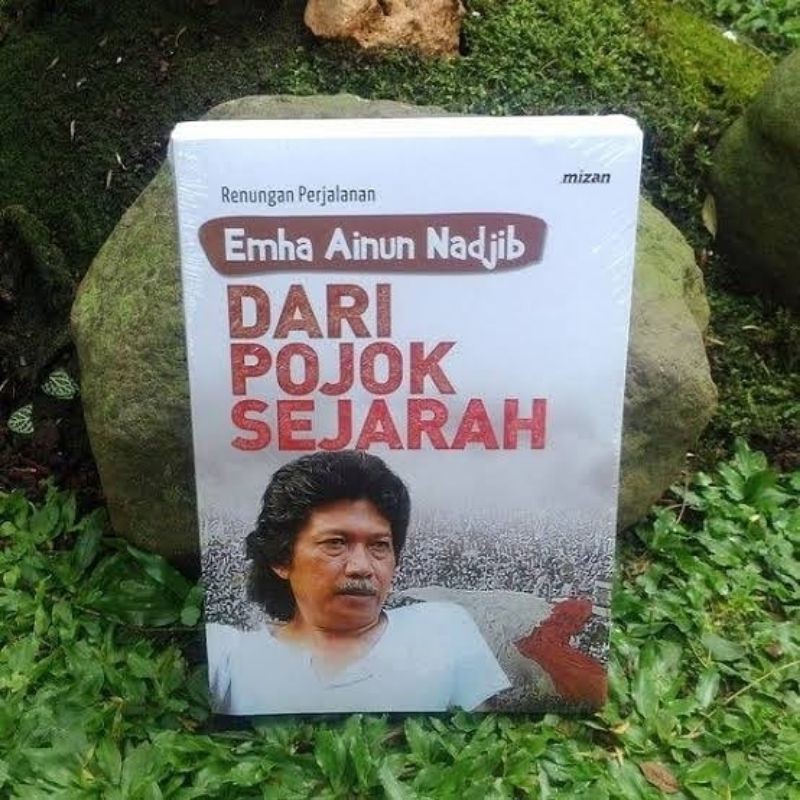 mizan
Renungan Perjalanan
Emha Ainun Nadjib
DARI
POJOK
SEJARAH